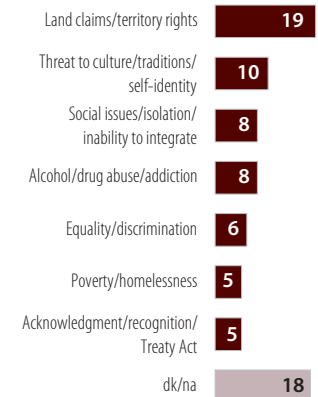 Land claims/territory rights 19
Threat to culture/traditions/
self-identity 10
Social issues/isolation/
inability to integrate 8
Alcohol/drug abuse/addiction 8
Equality/discrimination 6
Poverty/homelessness 5
Acknowledgment/recognition/
Treaty Act 5
dk/na 18